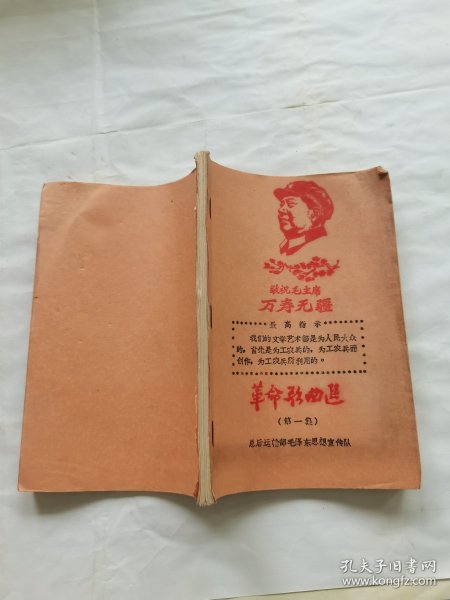 敬祝毛主席
万寿无疆
最高指示
我们的文学艺术都是为人民大众
的，首先是为工农兵的，为工农兵而
创作，为工农兵所利用的。
革命歌曲选
(第一集)
总后运输部毛泽东思想宣传队
孔夫子旧书网
www.kongfz.com